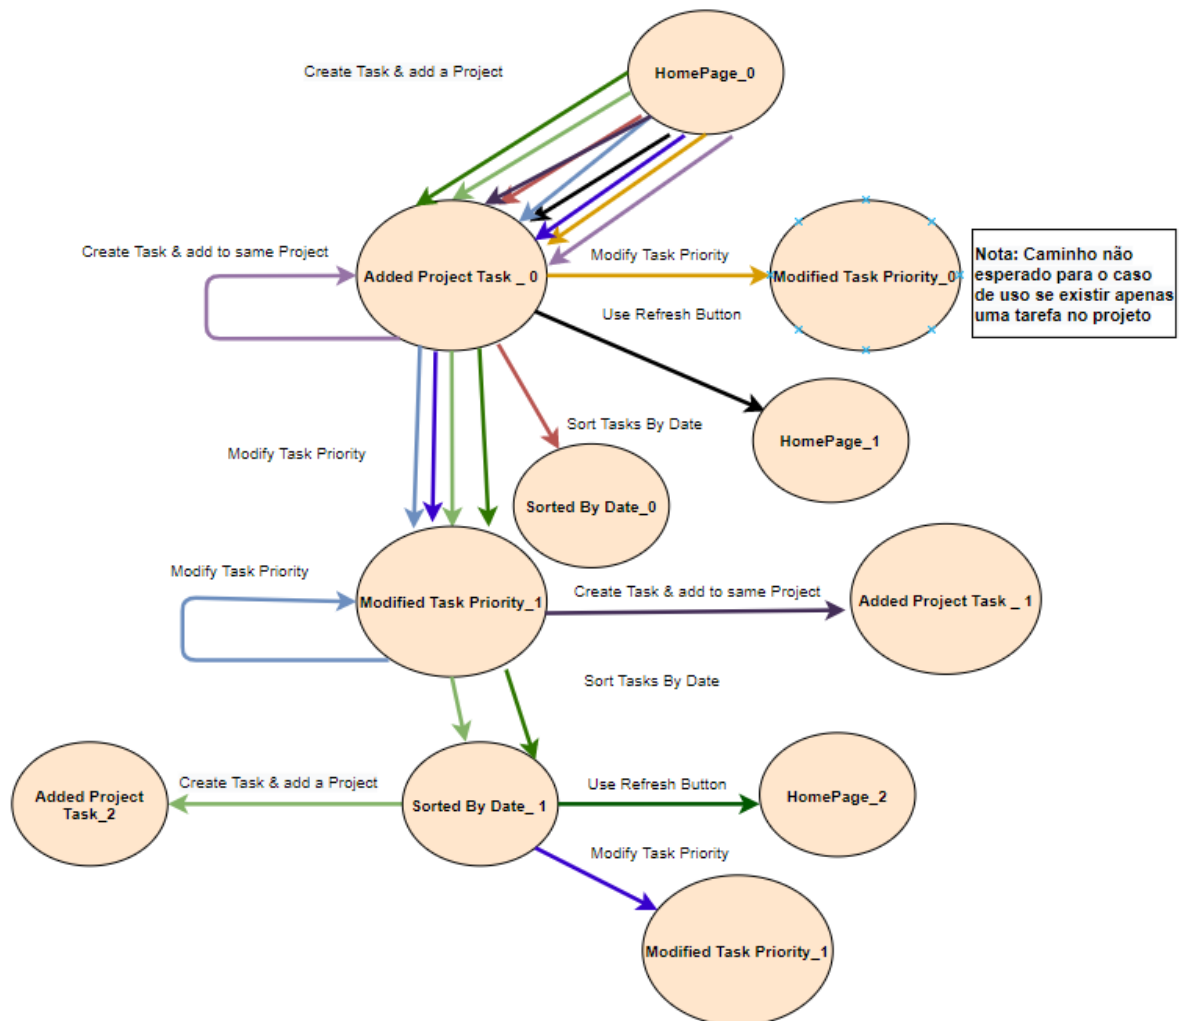 HomePage_0
Create Task & add a Project
Create Task & add to same Project
Added Project Task _ 0
Modify Task Priority
Modified Task Priority_0
Nota: Caminho não
esperado para o caso
de uso se existir apenas
uma tarefa no projeto
Use Refresh Button
HomePage_1
Sort Tasks By Date
Modify Task Priority
Sorted By Date_0
Modify Task Priority
Modified Task Priority_1
Create Task & add to same Project
Added Project Task _ 1
Sort Tasks By Date
Added Project
Task_2
Create Task & add a Project
Sorted By Date_ 1
Use Refresh Button
HomePage_2
Modify Task Priority
Modified Task Priority_1